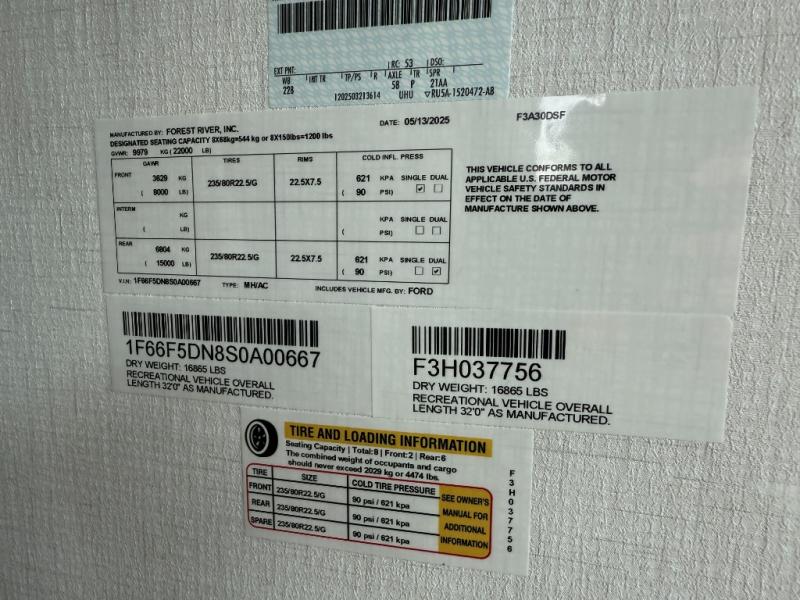 EXT PNT: RC: 53 DSO:
WB INT TR TP/PS R AXLE TR SPR
228 58 P 21AA
1202503213614 UHU ▽RU5A-1520472-AB
MANUFACTURED BY: FOREST RIVER, INC. DATE: 05/13/2025 F3A30DSF
DESIGNATED SEATING CAPACITY 8X68kg=544 kg or 8X150lbs=1200 lbs
GVWR: 9979 KG ( 22000 LB)
GAWR TIRES RIMS COLD INFL. PRESS
FRONT 3629 KG 235/80R22.5/G 22.5X7.5 621 KPA SINGLE DUAL
( 8000 LB) ( 90 PSI) ☑ ☐
INTERM KG KPA SINGLE DUAL
( LB) ( PSI) ☐ ☐
REAR 6804 KG 235/80R22.5/G 22.5X7.5 621 KPA SINGLE DUAL
( 15000 LB) ( 90 PSI) ☐ ☑
V.I.N: 1F66F5DN8S0A00667 TYPE: MH/AC INCLUDES VEHICLE MFG. BY: FORD
THIS VEHICLE CONFORMS TO ALL
APPLICABLE U.S. FEDERAL MOTOR
VEHICLE SAFETY STANDARDS IN
EFFECT ON THE DATE OF
MANUFACTURE SHOWN ABOVE.
1F66F5DN8S0A00667
DRY WEIGHT: 16865 LBS
RECREATIONAL VEHICLE OVERALL
LENGTH 32'0" AS MANUFACTURED.
F3H037756
DRY WEIGHT: 16865 LBS
RECREATIONAL VEHICLE OVERALL
LENGTH 32'0" AS MANUFACTURED.
TIRE AND LOADING INFORMATION
Seating Capacity | Total:8 | Front:2 | Rear:6
The combined weight of occupants and cargo
should never exceed 2029 kg or 4474 lbs.
TIRE SIZE COLD TIRE PRESSURE
FRONT 235/80R22.5/G 90 psi / 621 kpa
REAR 235/80R22.5/G 90 psi / 621 kpa
SPARE 235/80R22.5/G 90 psi / 621 kpa
SEE OWNER'S
MANUAL FOR
ADDITIONAL
INFORMATION
F3H037756